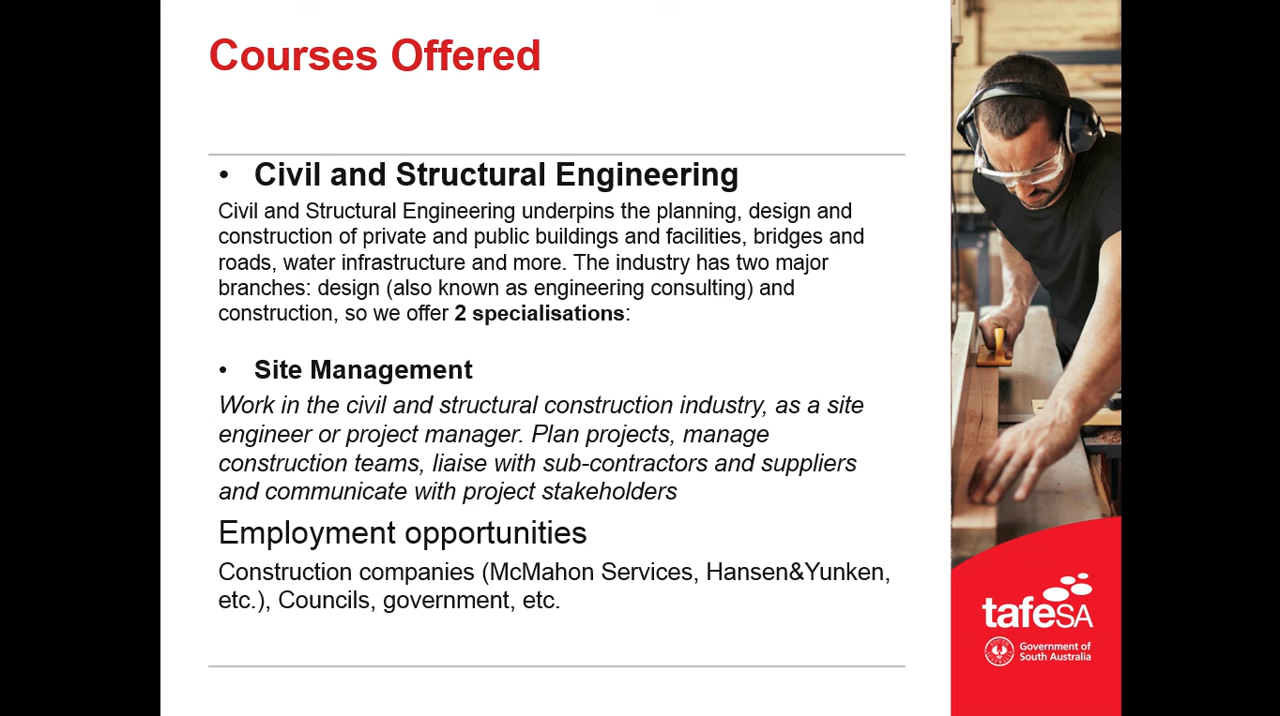 Courses Offered
• Civil and Structural Engineering
Civil and Structural Engineering underpins the planning, design and
construction of private and public buildings and facilities, bridges and
roads, water infrastructure and more. The industry has two major
branches: design (also known as engineering consulting) and
construction, so we offer 2 specialisations:
• Site Management
Work in the civil and structural construction industry, as a site
engineer or project manager. Plan projects, manage
construction teams, liaise with sub-contractors and suppliers
and communicate with project stakeholders
Employment opportunities
Construction companies (McMahon Services, Hansen&Yunken,
etc.), Councils, government, etc.
tafeSA
Government of
South Australia